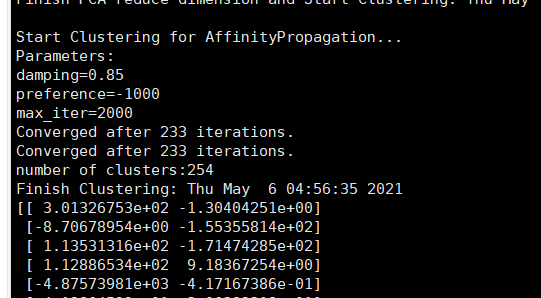 Finish PCA reduce dimension and Start Clustering: Thu May
Start Clustering for AffinityPropagation...
Parameters:
damping=0.85
preference=-1000
max_iter=2000
Converged after 233 iterations.
Converged after 233 iterations.
number of clusters:254
Finish Clustering: Thu May  6 04:56:35 2021
[[ 3.01326753e+02 -1.30404251e+00]
 [-8.70678954e+00 -1.55355814e+02]
 [ 1.13531316e+02 -1.71474285e+02]
 [ 1.12886534e+02  9.18367254e+00]
 [-4.87573981e+03 -4.17167386e-01]